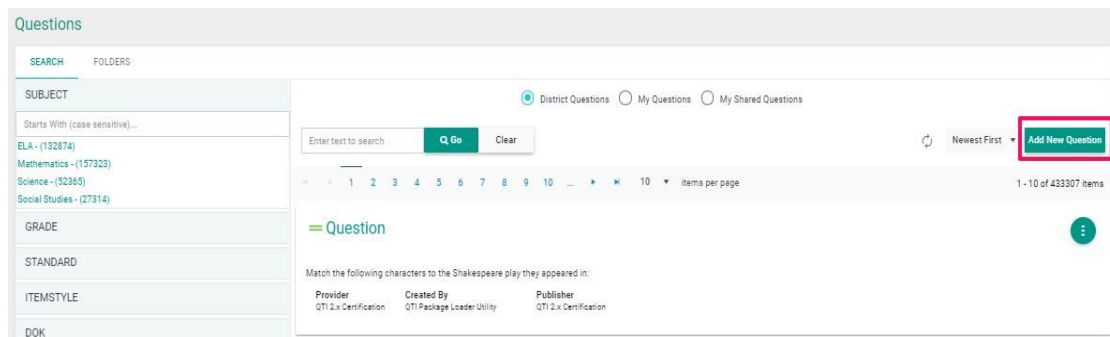 Questions
SEARCH FOLDERS
SUBJECT
Starts With (case sensitive)...
ELA - (132874)
Mathematics - (157323)
Science - (52365)
Social Studies - (27314)
GRADE
STANDARD
ITEMSTYLE
DOK
District Questions My Questions My Shared Questions
Enter text to search Go Clear Newest First Add New Question
1 2 3 4 5 6 7 8 9 10 ... 10 items per page 1 - 10 of 433307 items
Question
Match the following characters to the Shakespeare play they appeared in:
Provider Created By Publisher
QTI 2.x Certification QTI Package Loader Utility QTI 2.x Certification